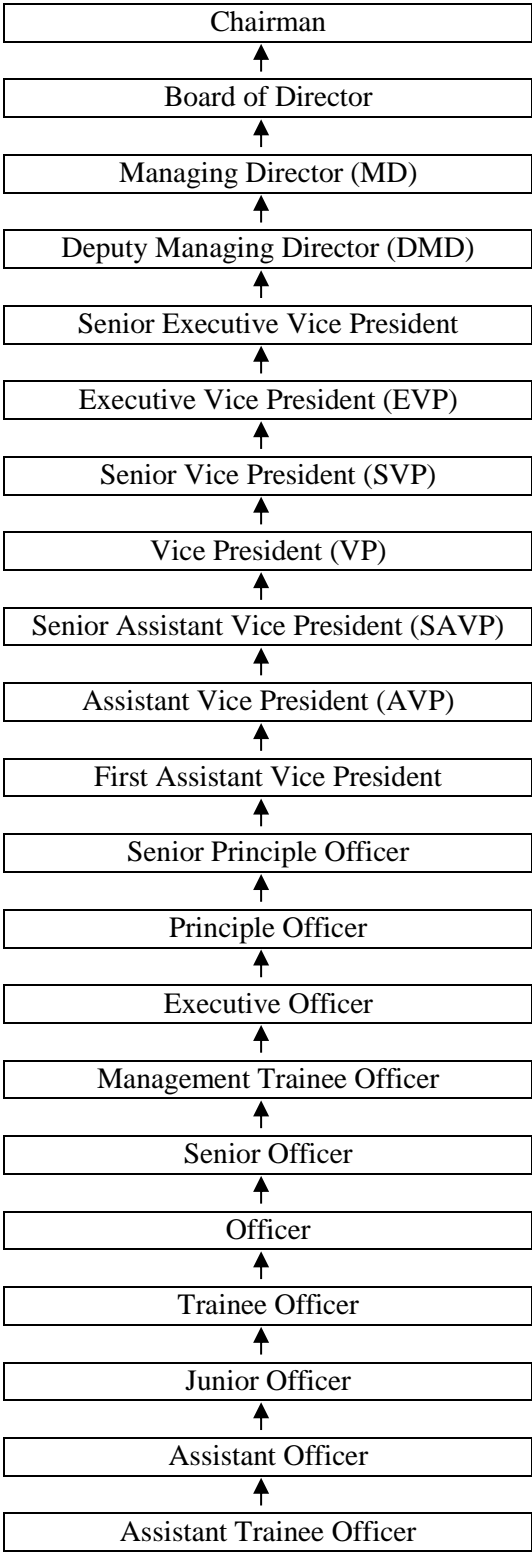 Chairman
Board of Director
Managing Director (MD)
Deputy Managing Director (DMD)
Senior Executive Vice President
Executive Vice President (EVP)
Senior Vice President (SVP)
Vice President (VP)
Senior Assistant Vice President (SAVP)
Assistant Vice President (AVP)
First Assistant Vice President
Senior Principle Officer
Principle Officer
Executive Officer
Management Trainee Officer
Senior Officer
Officer
Trainee Officer
Junior Officer
Assistant Officer
Assistant Trainee Officer